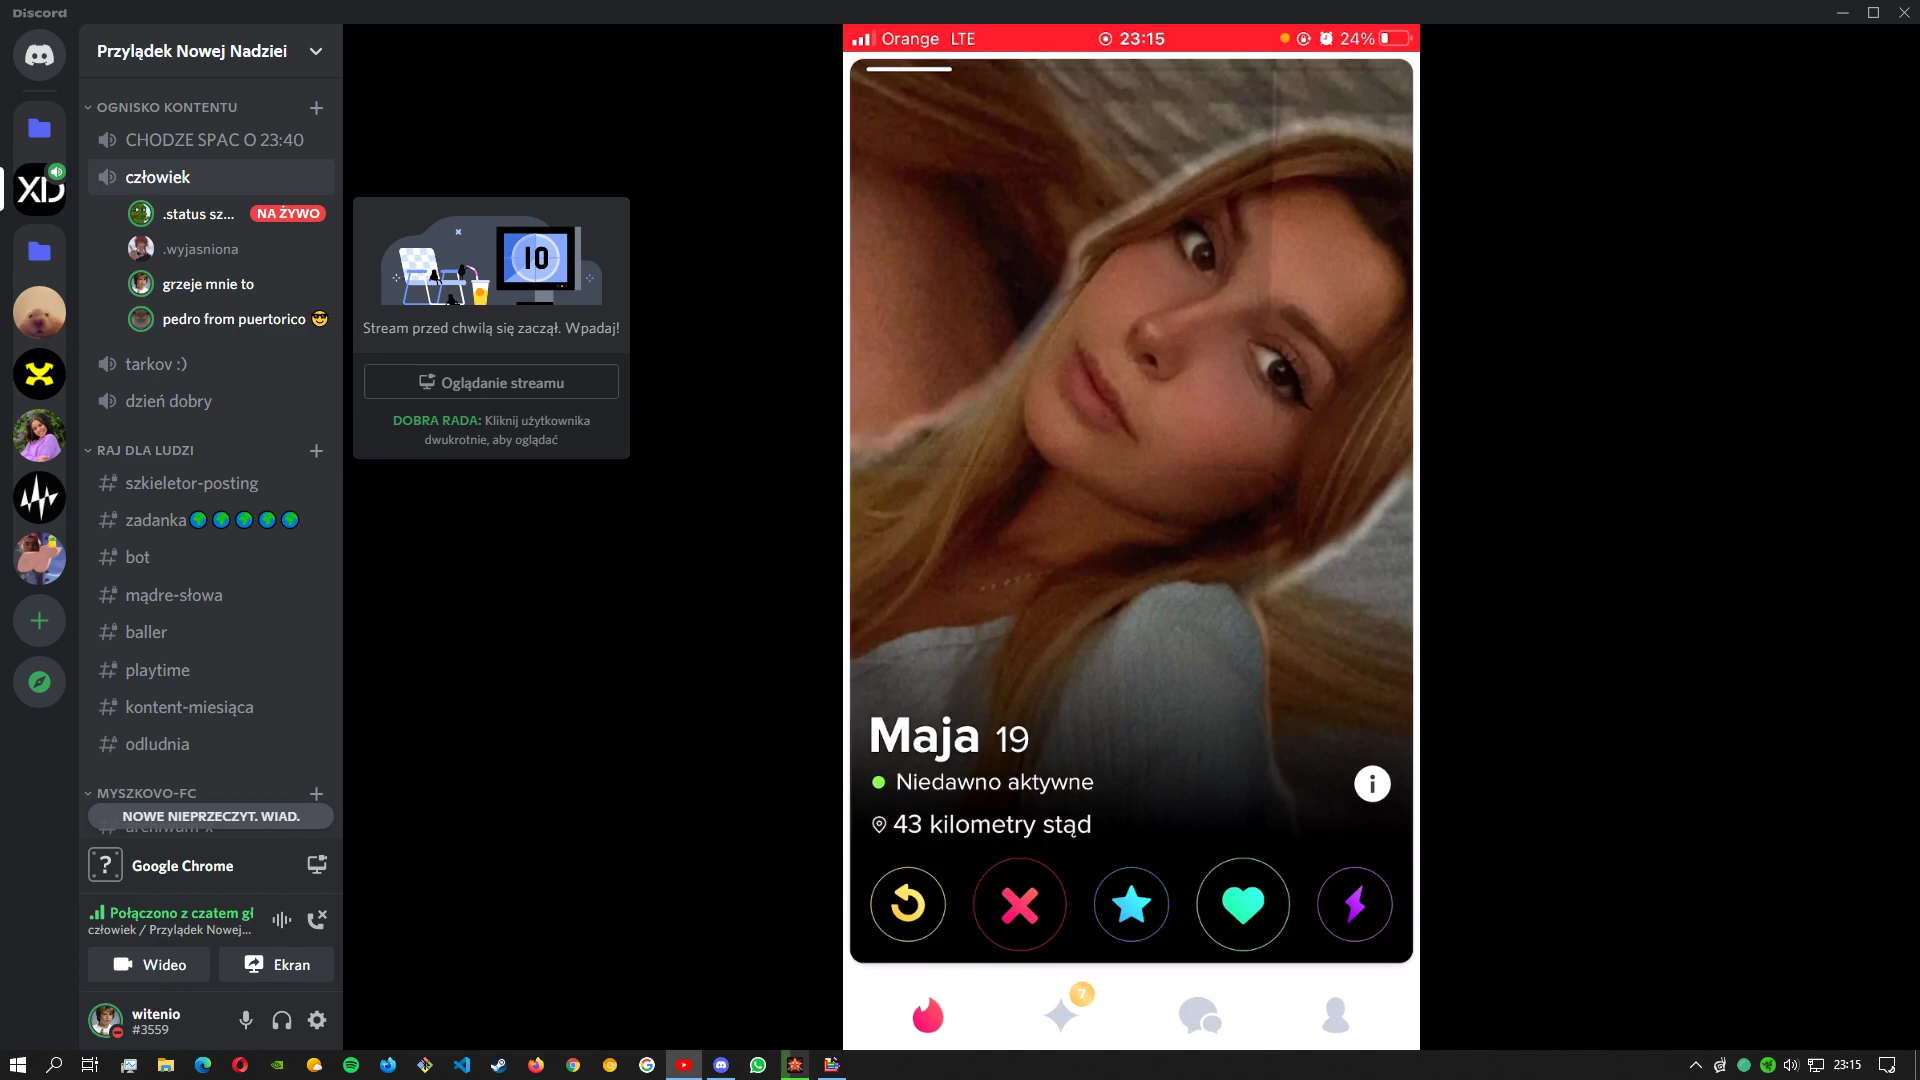 Discord
Przylądek Nowej Nadziei
OGNISKO KONTENTU
CHODZE SPAC O 23:40
człowiek
.status sz...
NA ŻYWO
.wyjasniona
grzeje mnie to
pedro from puertorico 😎
tarkov :)
dzień dobry
RAJ DLA LUDZI
szkieletor-posting
zadanka🌍🌍🌍🌍🌍
bot
mądre-słowa
baller
playtime
kontent-miesiąca
odludnia
MYSZKOVO-FC
NOWE NIEPRZECZYT. WIAD.
archiwum-x
? Google Chrome
Połączono z czatem gł
człowiek / Przylądek Nowej...
Wideo
Ekran
witenio
#3559
XD
10
Stream przed chwilą się zaczął. Wpadaj!
Oglądanie streamu
DOBRA RADA: Kliknij użytkownika
dwukrotnie, aby oglądać
Orange LTE
23:15
24%
Maja 19
Niedawno aktywne
43 kilometry stąd
7
23:15